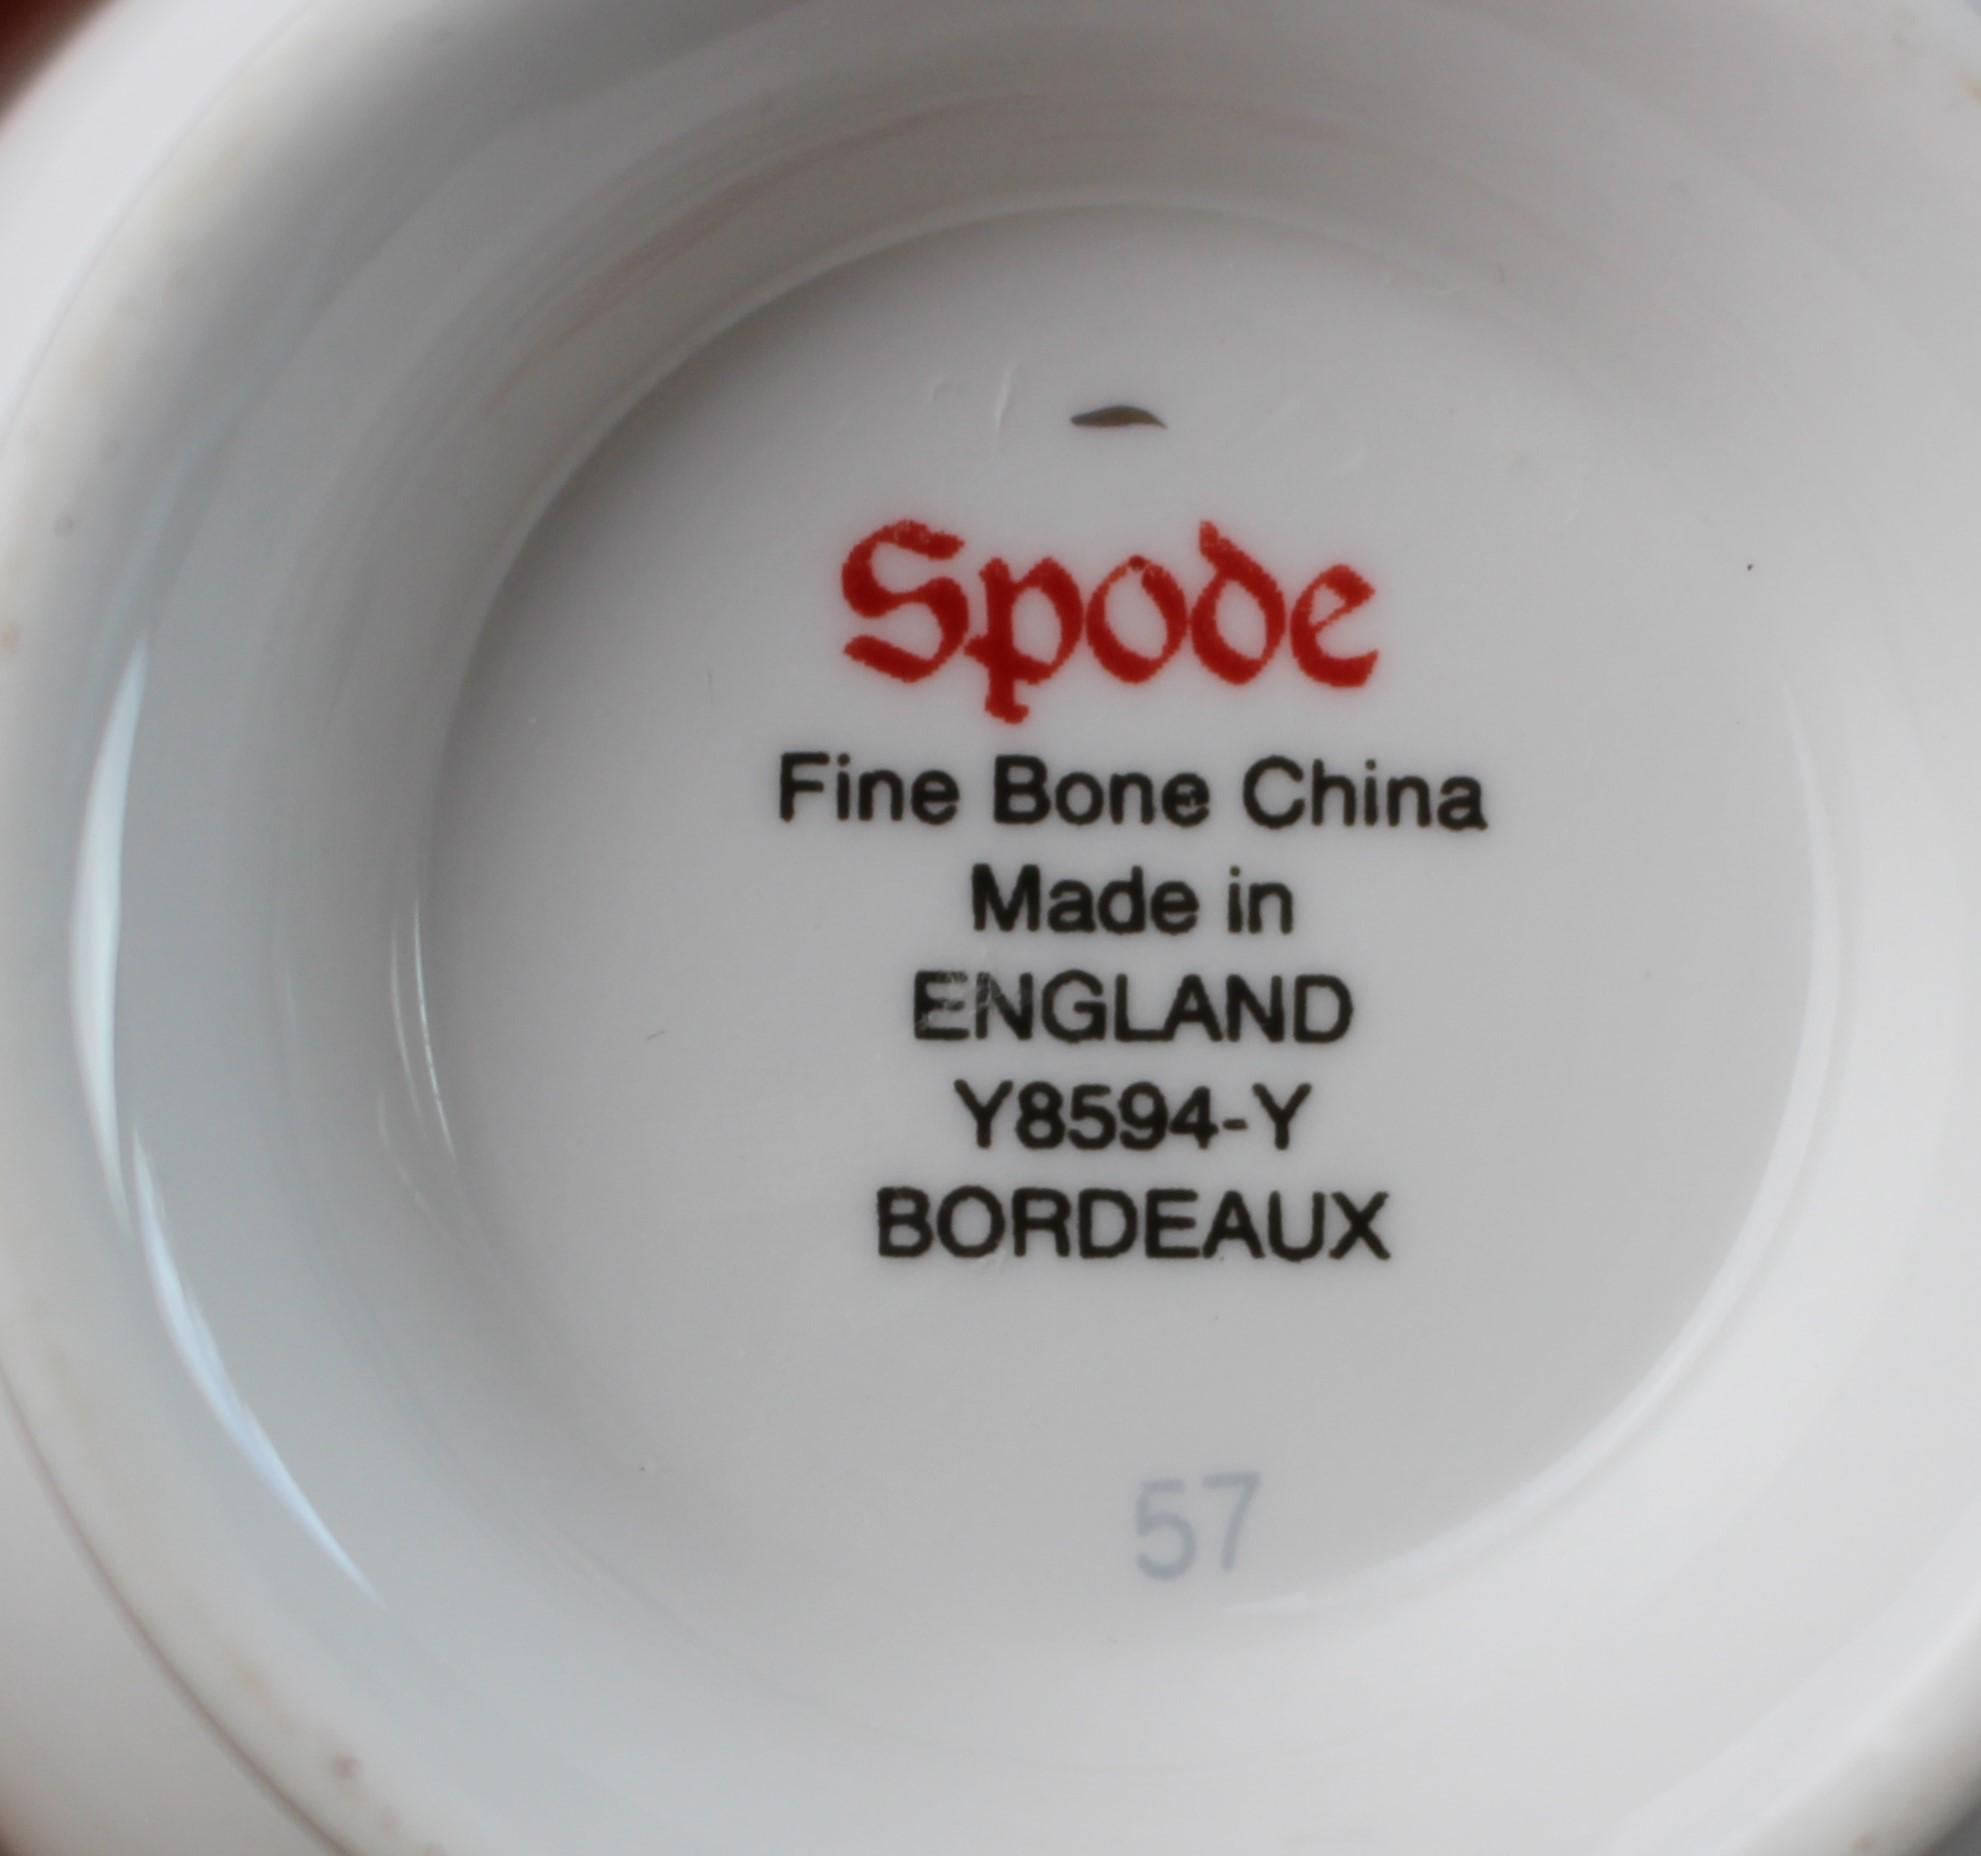 Spode
Fine Bone China
Made in
ENGLAND
Y8594-Y
BORDEAUX
57